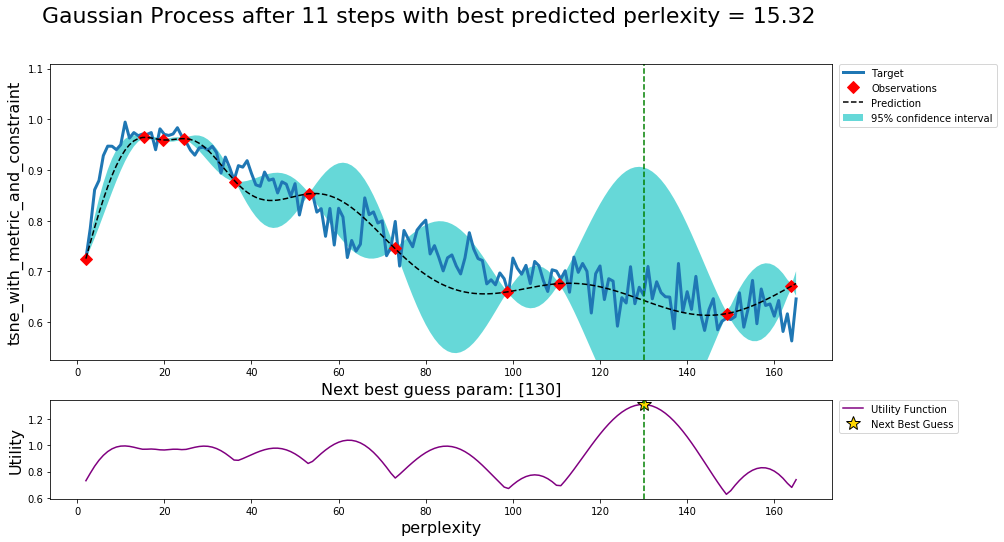 Gaussian Process after 11 steps with best predicted perlexity = 15.32
tsne_with_metric_and_constraint
1.1
1.0
0.9
0.8
0.7
0.6
0 20 40 60 80 100 120 140 160
Target
Observations
Prediction
95% confidence interval
Next best guess param: [130]
Utility
1.2
1.0
0.8
0.6
0 20 40 60 80 100 120 140 160
perplexity
Utility Function
Next Best Guess